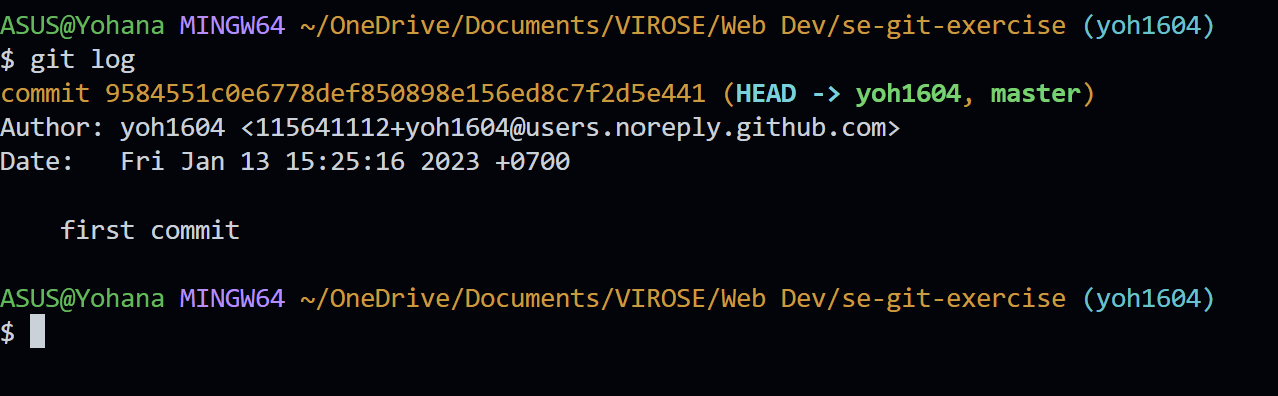 ASUS@Yohana MINGW64 ~/OneDrive/Documents/VIROSE/Web Dev/se-git-exercise (yoh1604)
$ git log
commit 9584551c0e6778def850898e156ed8c7f2d5e441 (HEAD -> yoh1604, master)
Author: yoh1604 <115641112+yoh1604@users.noreply.github.com>
Date:   Fri Jan 13 15:25:16 2023 +0700
    first commit
ASUS@Yohana MINGW64 ~/OneDrive/Documents/VIROSE/Web Dev/se-git-exercise (yoh1604)
$